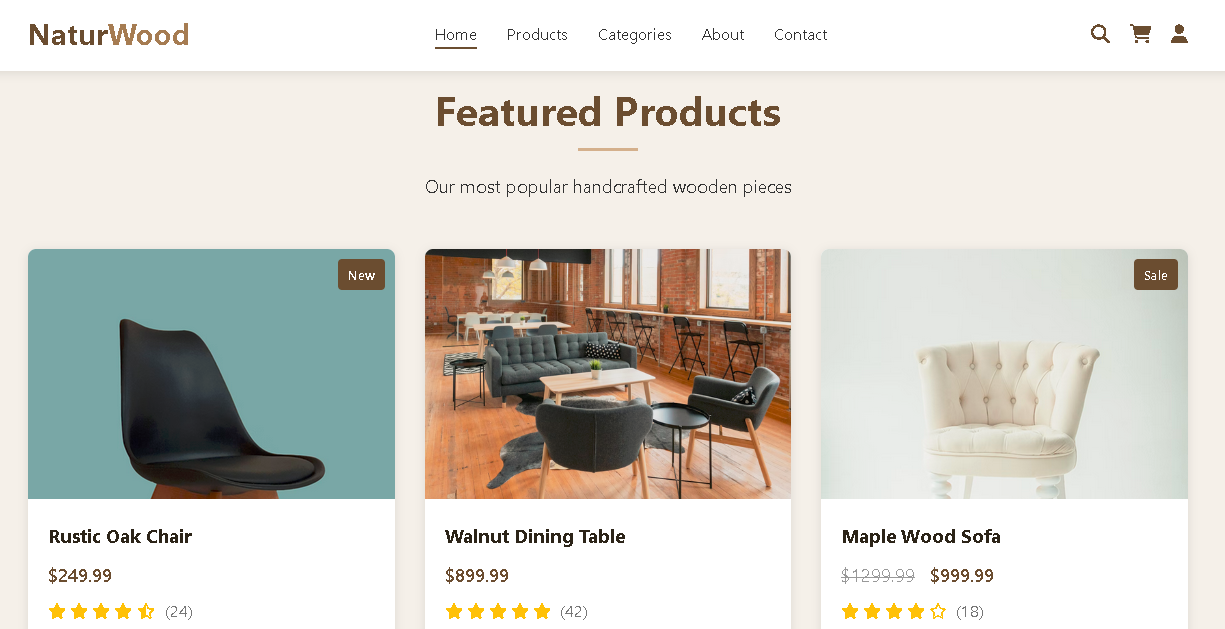 NaturWood
Home Products Categories About Contact
Featured Products
Our most popular handcrafted wooden pieces
New
Sale
Rustic Oak Chair
Walnut Dining Table
Maple Wood Sofa
$249.99
$899.99
$1299.99 $999.99
(24)
(42)
(18)